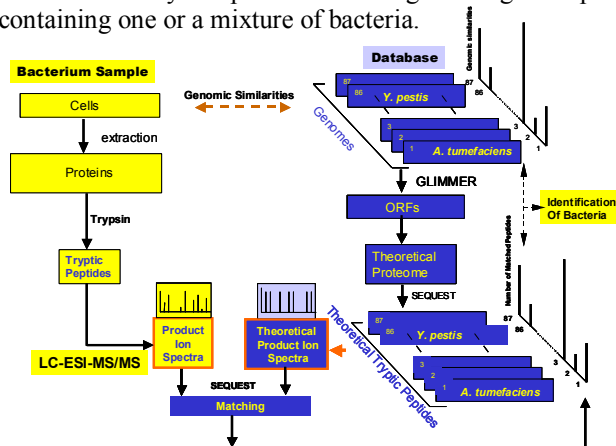 containing one or a mixture of bacteria.
Bacterium Sample
Cells
extraction
Proteins
Trypsin
Tryptic
Peptides
LC-ESI-MS/MS
Product
Ion
Spectra
SEQUEST
Matching
Genomic Similarities
Database
87
86
Y. pestis
3
2
1
A. tumefaciens
Genomes
GLIMMER
ORFs
Theoretical
Proteome
SEQUEST
Theoretical
Product Ion
Spectra
Theoretical Tryptic Peptides
87
86
Y. pestis
3
2
1
A. tumefaciens
Genomic similarities
87
86
3
2
1
Identification
Of Bacteria
Number of Matched Peptides
87
86
3
2
1